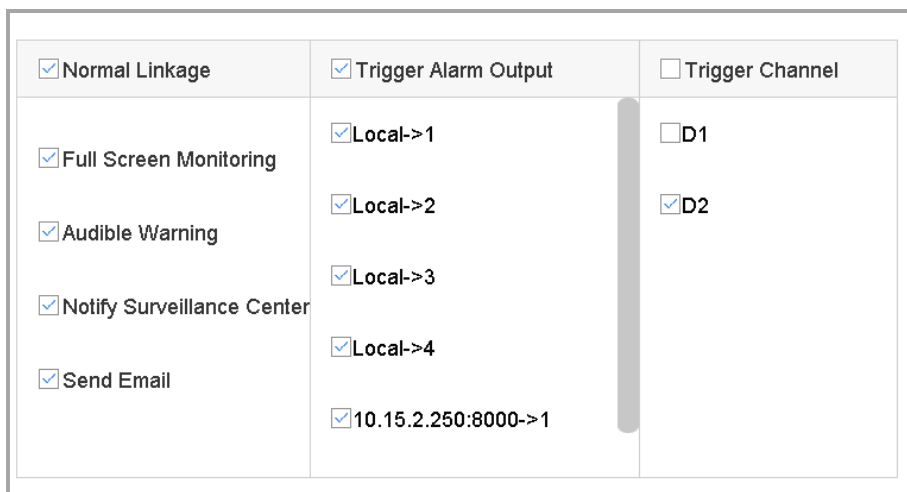 Normal Linkage
Full Screen Monitoring
Audible Warning
Notify Surveillance Center
Send Email
Trigger Alarm Output
Local->1
Local->2
Local->3
Local->4
10.15.2.250:8000->1
Trigger Channel
D1
D2